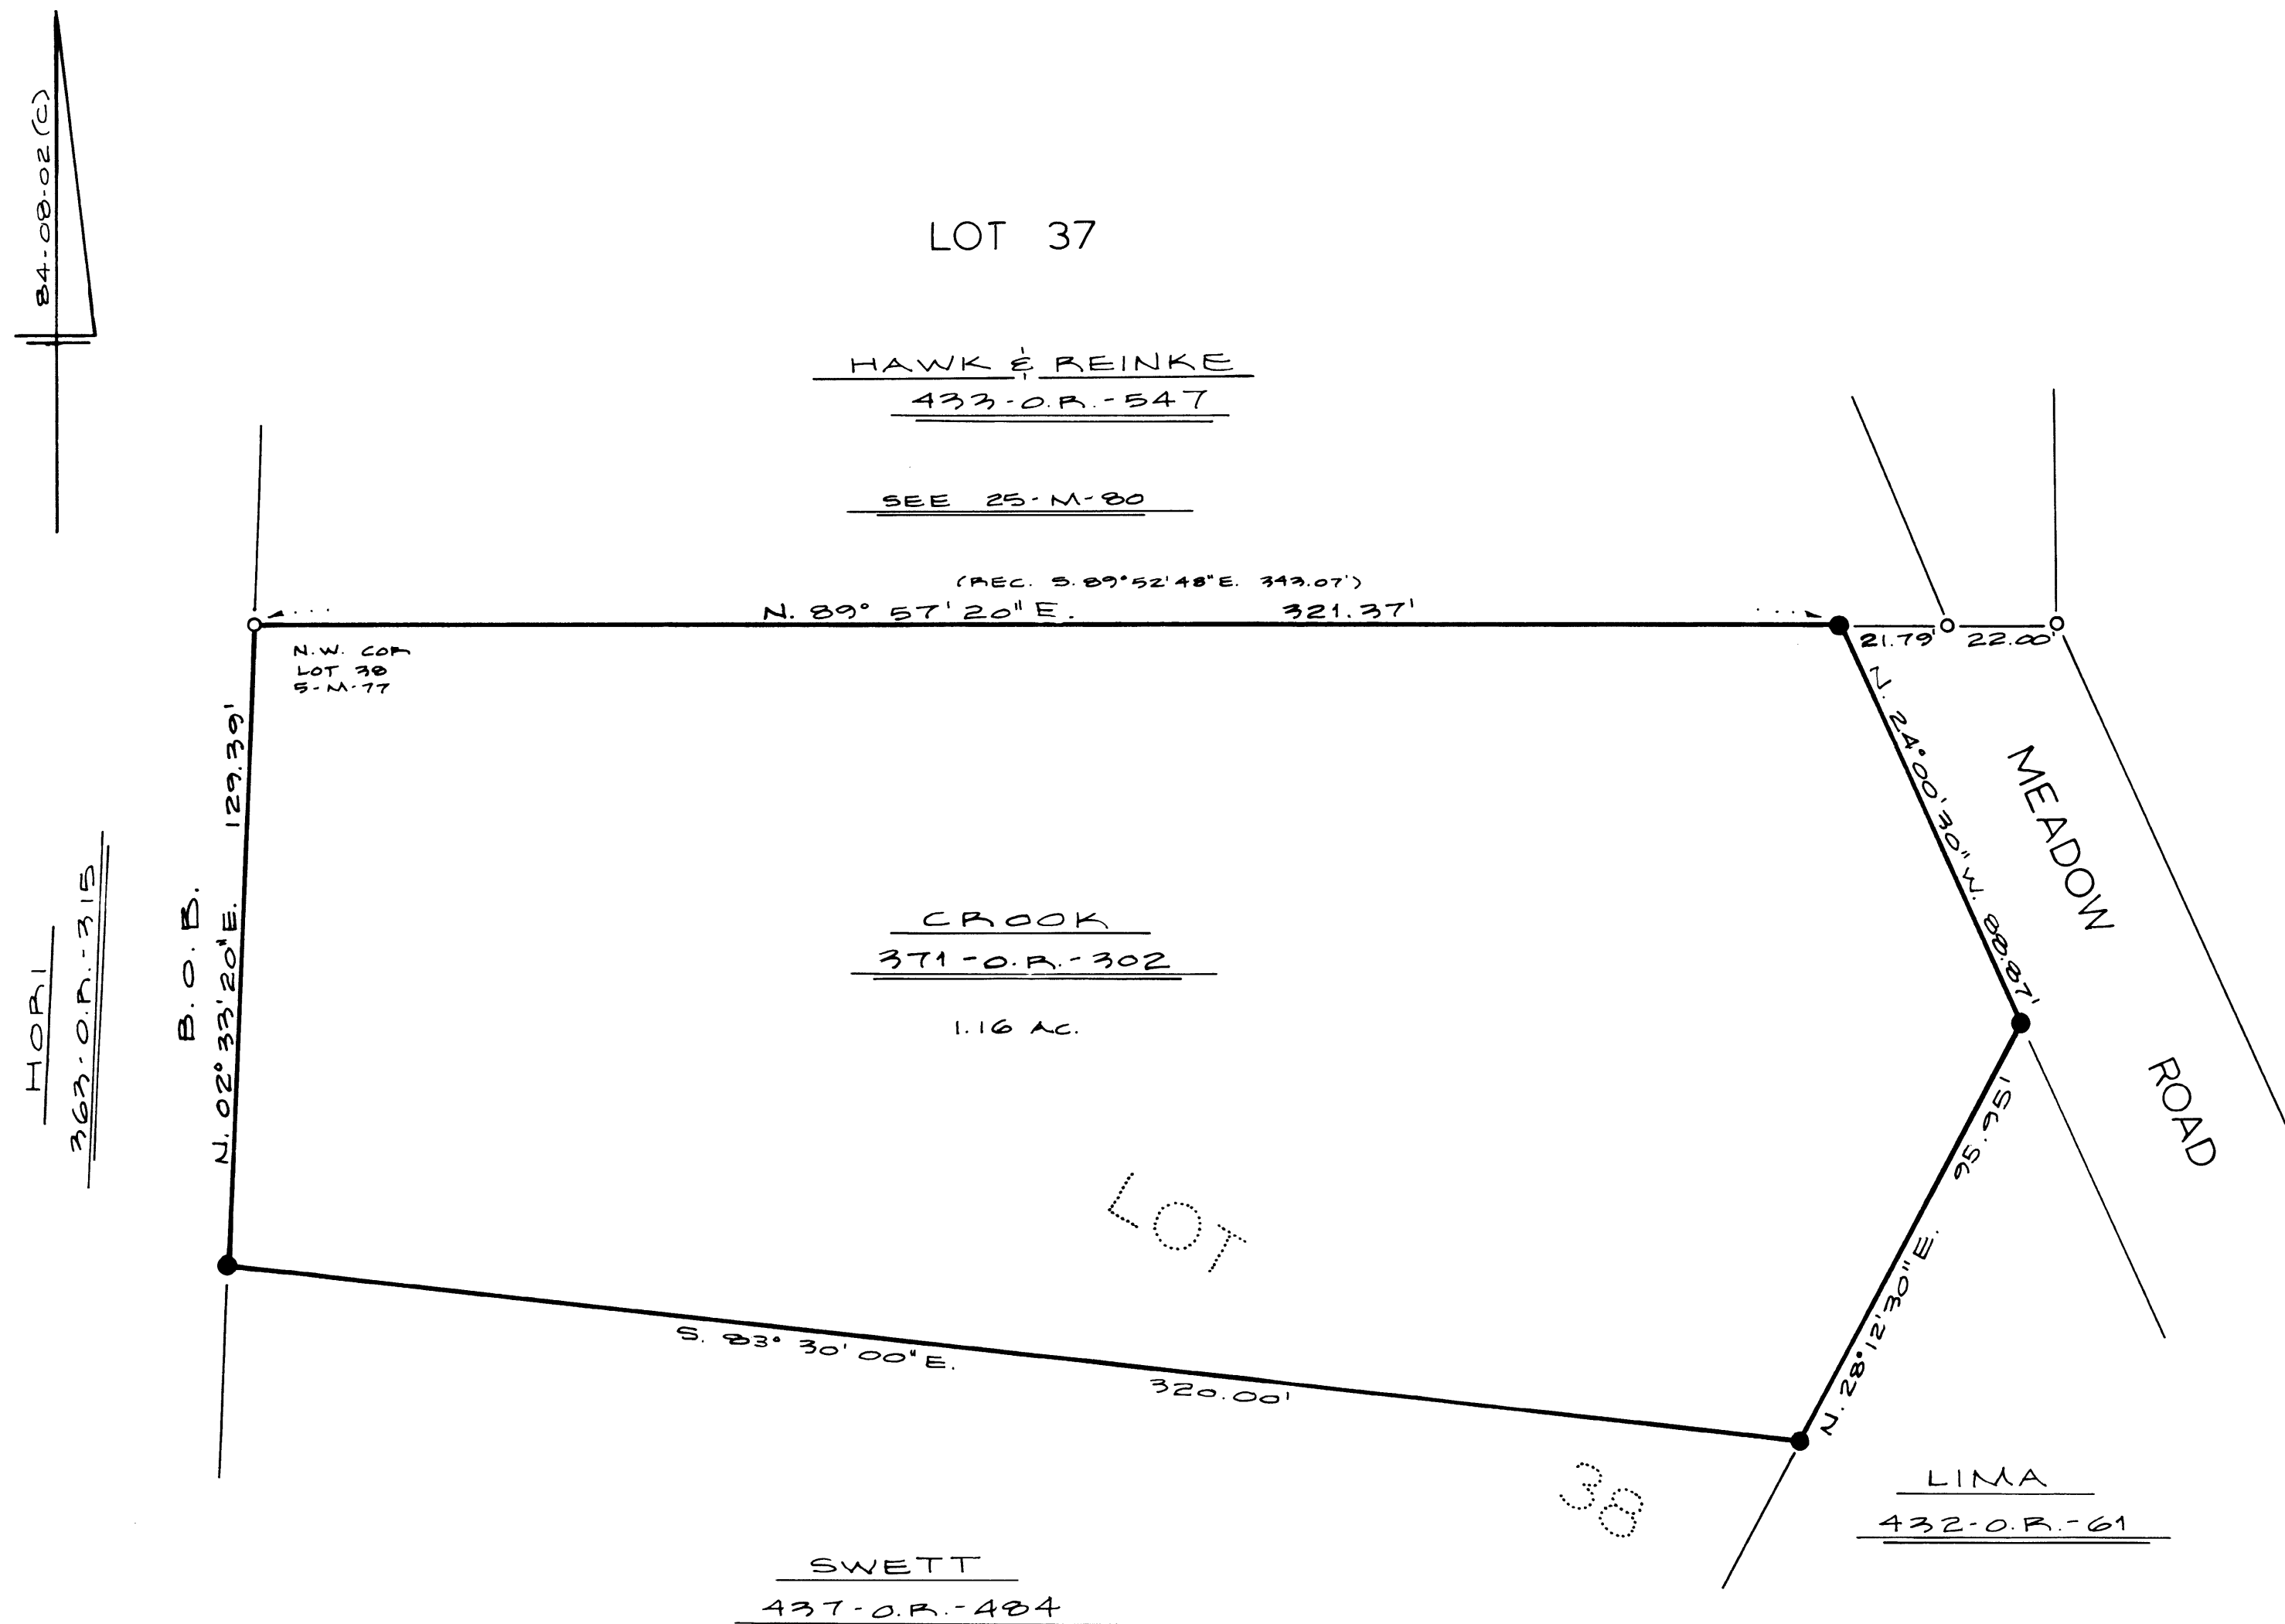 84-08-02 (C)
LOT 37
HAWK & REINKE
433-O.R.-547
SEE 25-M-80
(REC. S. 89°52'48"E. 343.07')
N. 89° 57' 20" E. 321.37'
21.79' 22.00'
N.W. COR
LOT 38
5-M-77
N. 02° 33' 20" E. 129.39'
B.O.B.
HORI
363-O.R.-315
N. 24° 00' 30" W. 88.87'
MEADOW ROAD
CROOK
371-O.R.-302
1.16 AC.
N. 28° 12' 30" E. 95.95'
LOT 38
S. 83° 30' 00" E. 320.00'
LIMA
432-O.R.-61
SWETT
437-O.R.-484